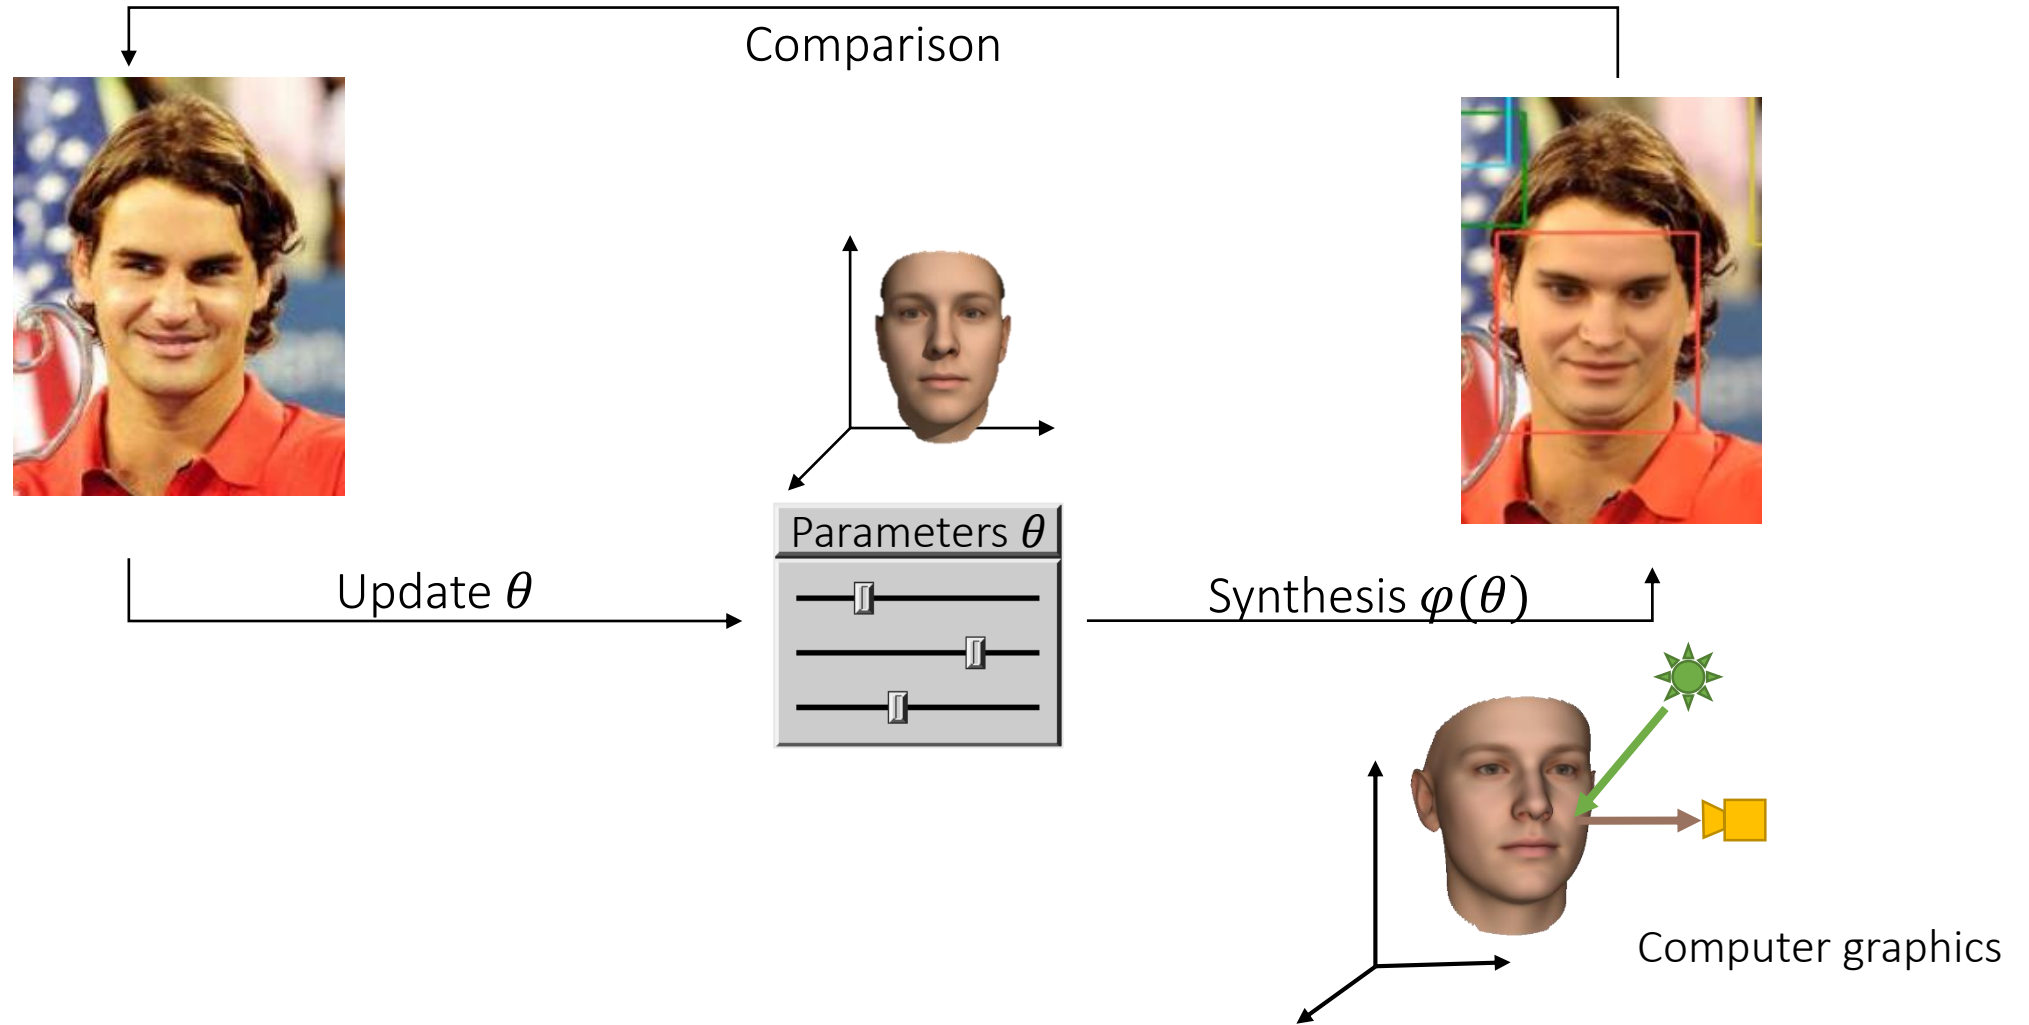 Comparison
Parameters θ
Update θ
Synthesis φ(θ)
Computer graphics